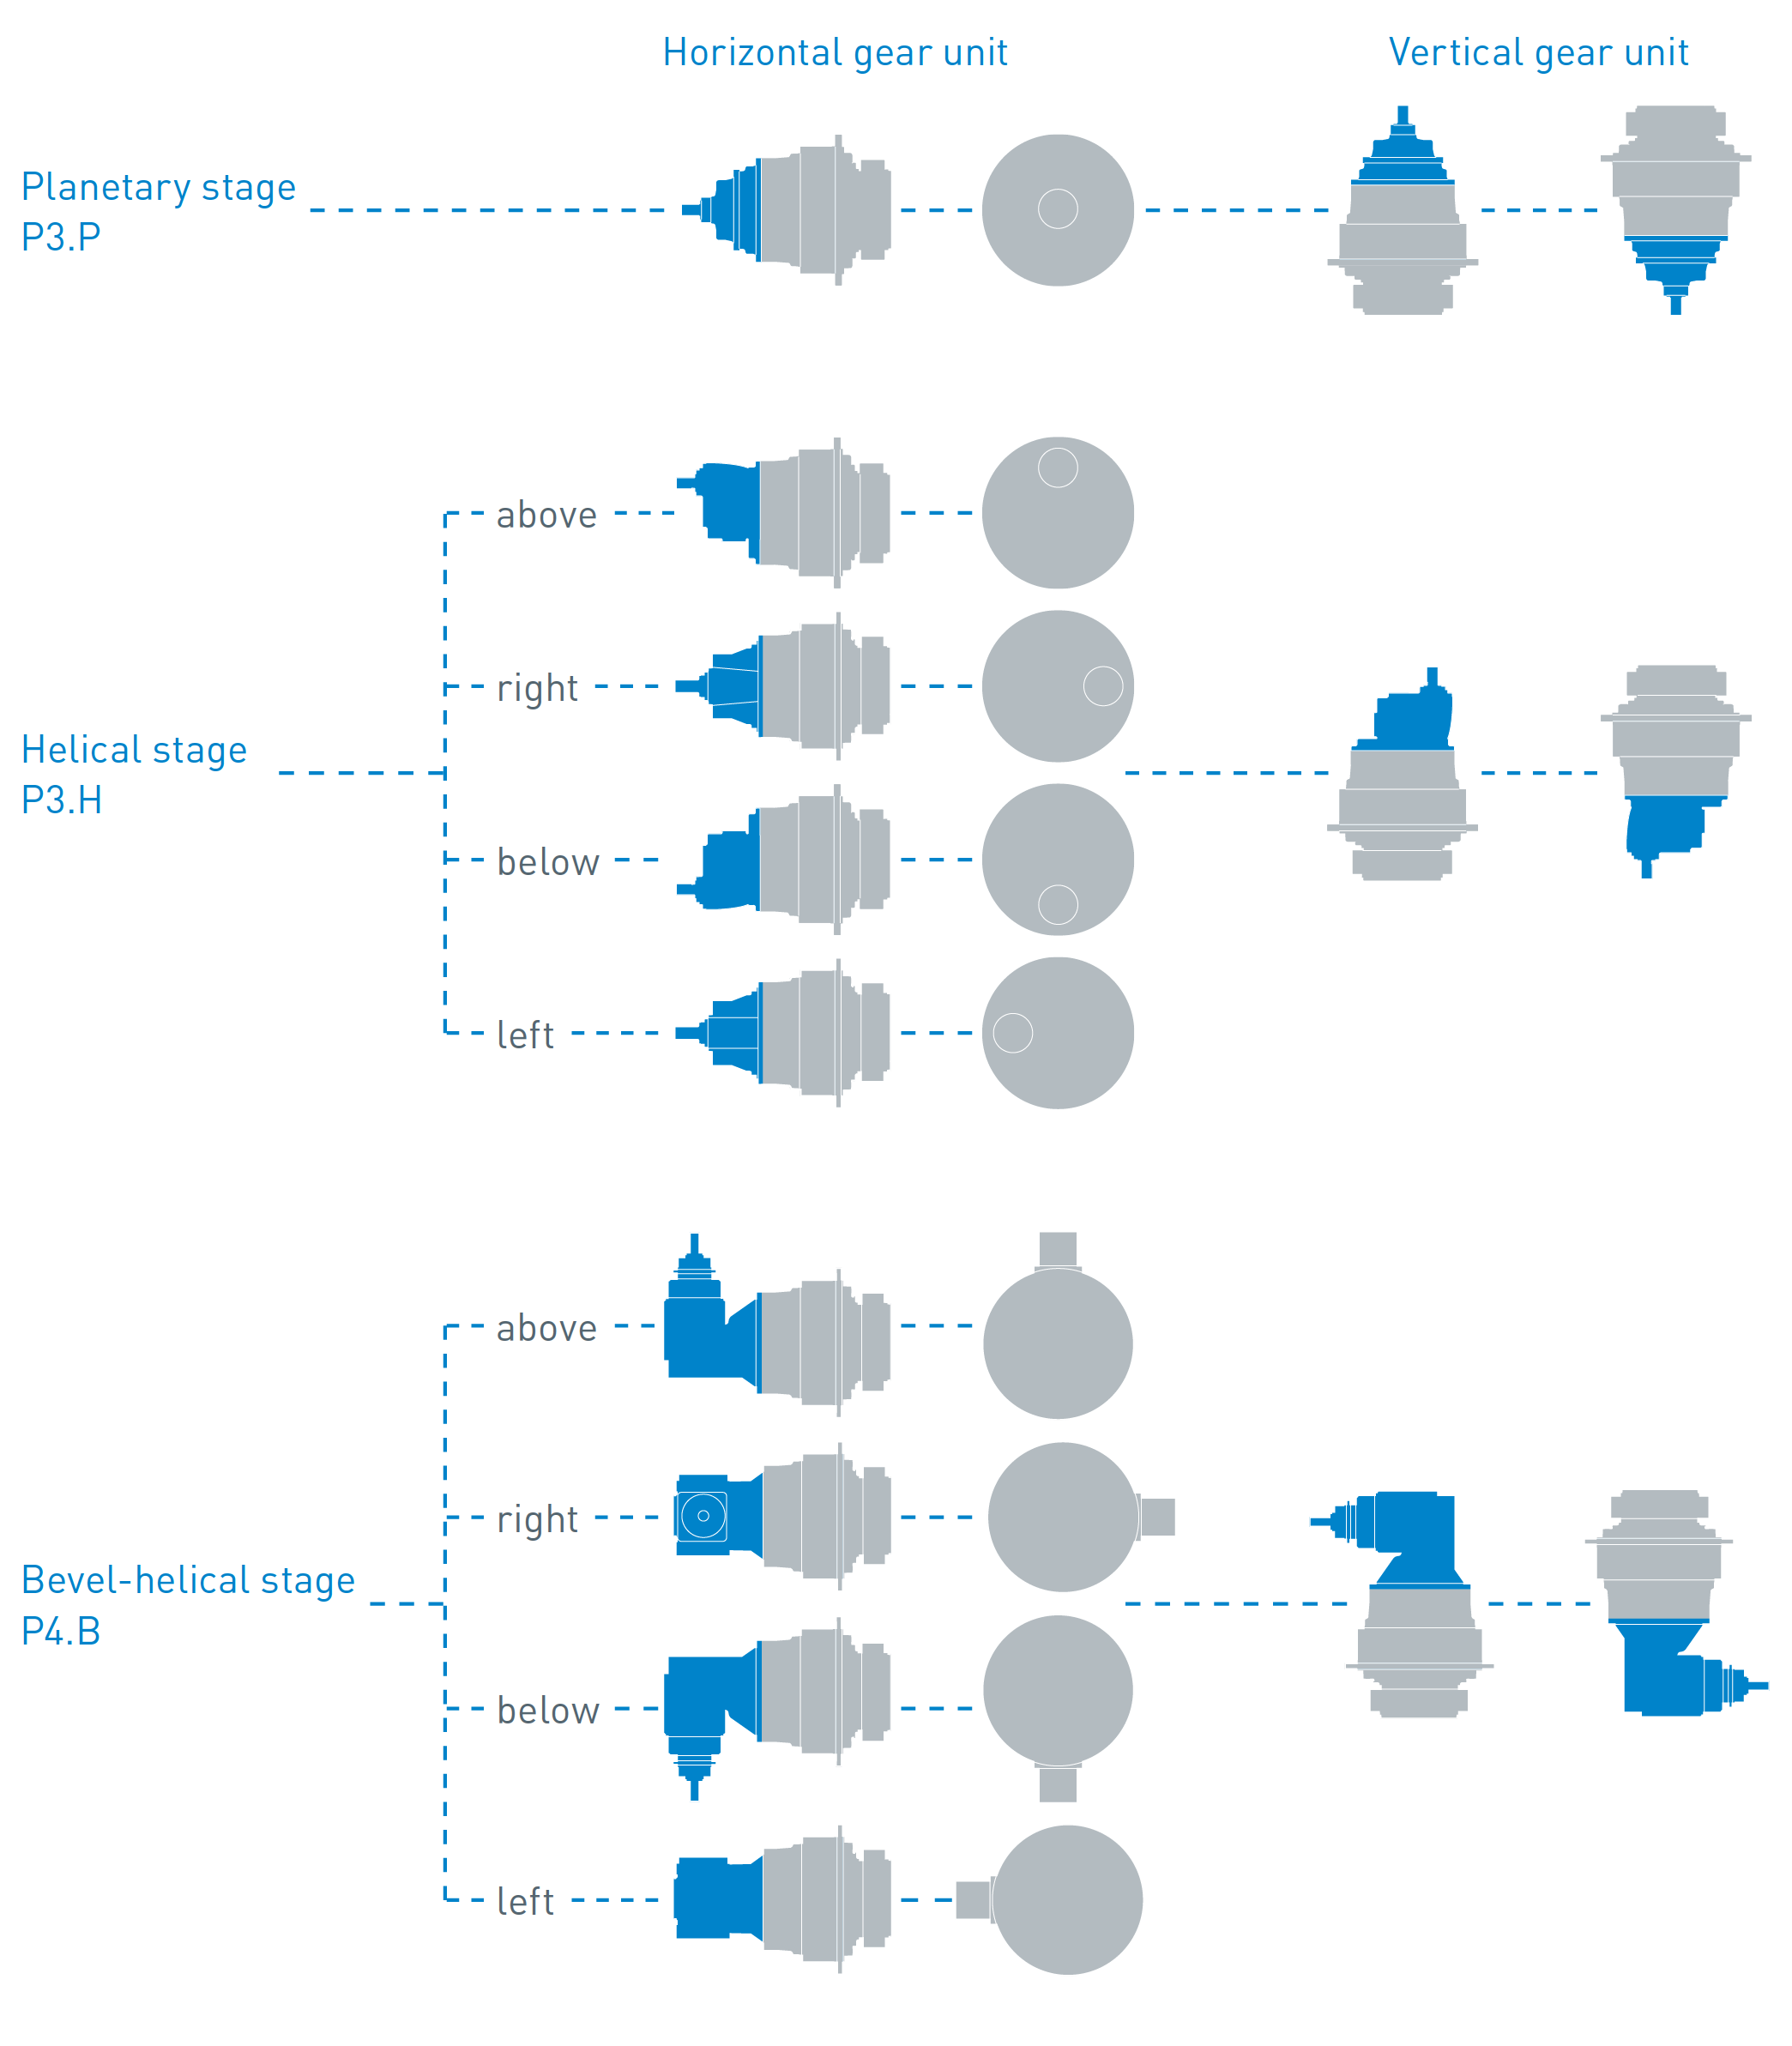 Horizontal gear unit
Vertical gear unit
Planetary stage
P3.P
above
right
Helical stage
P3.H
below
left
above
right
Bevel-helical stage
P4.B
below
left